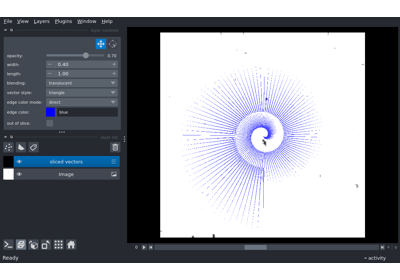 File View Layers Plugins Window Help
opacity: 0.70
width: 0.40
length: 1.00
blending: translucent
vector style: triangle
edge color mode: direct
edge color: blue
out of slice:
sliced vectors
Image
0
Ready
activity